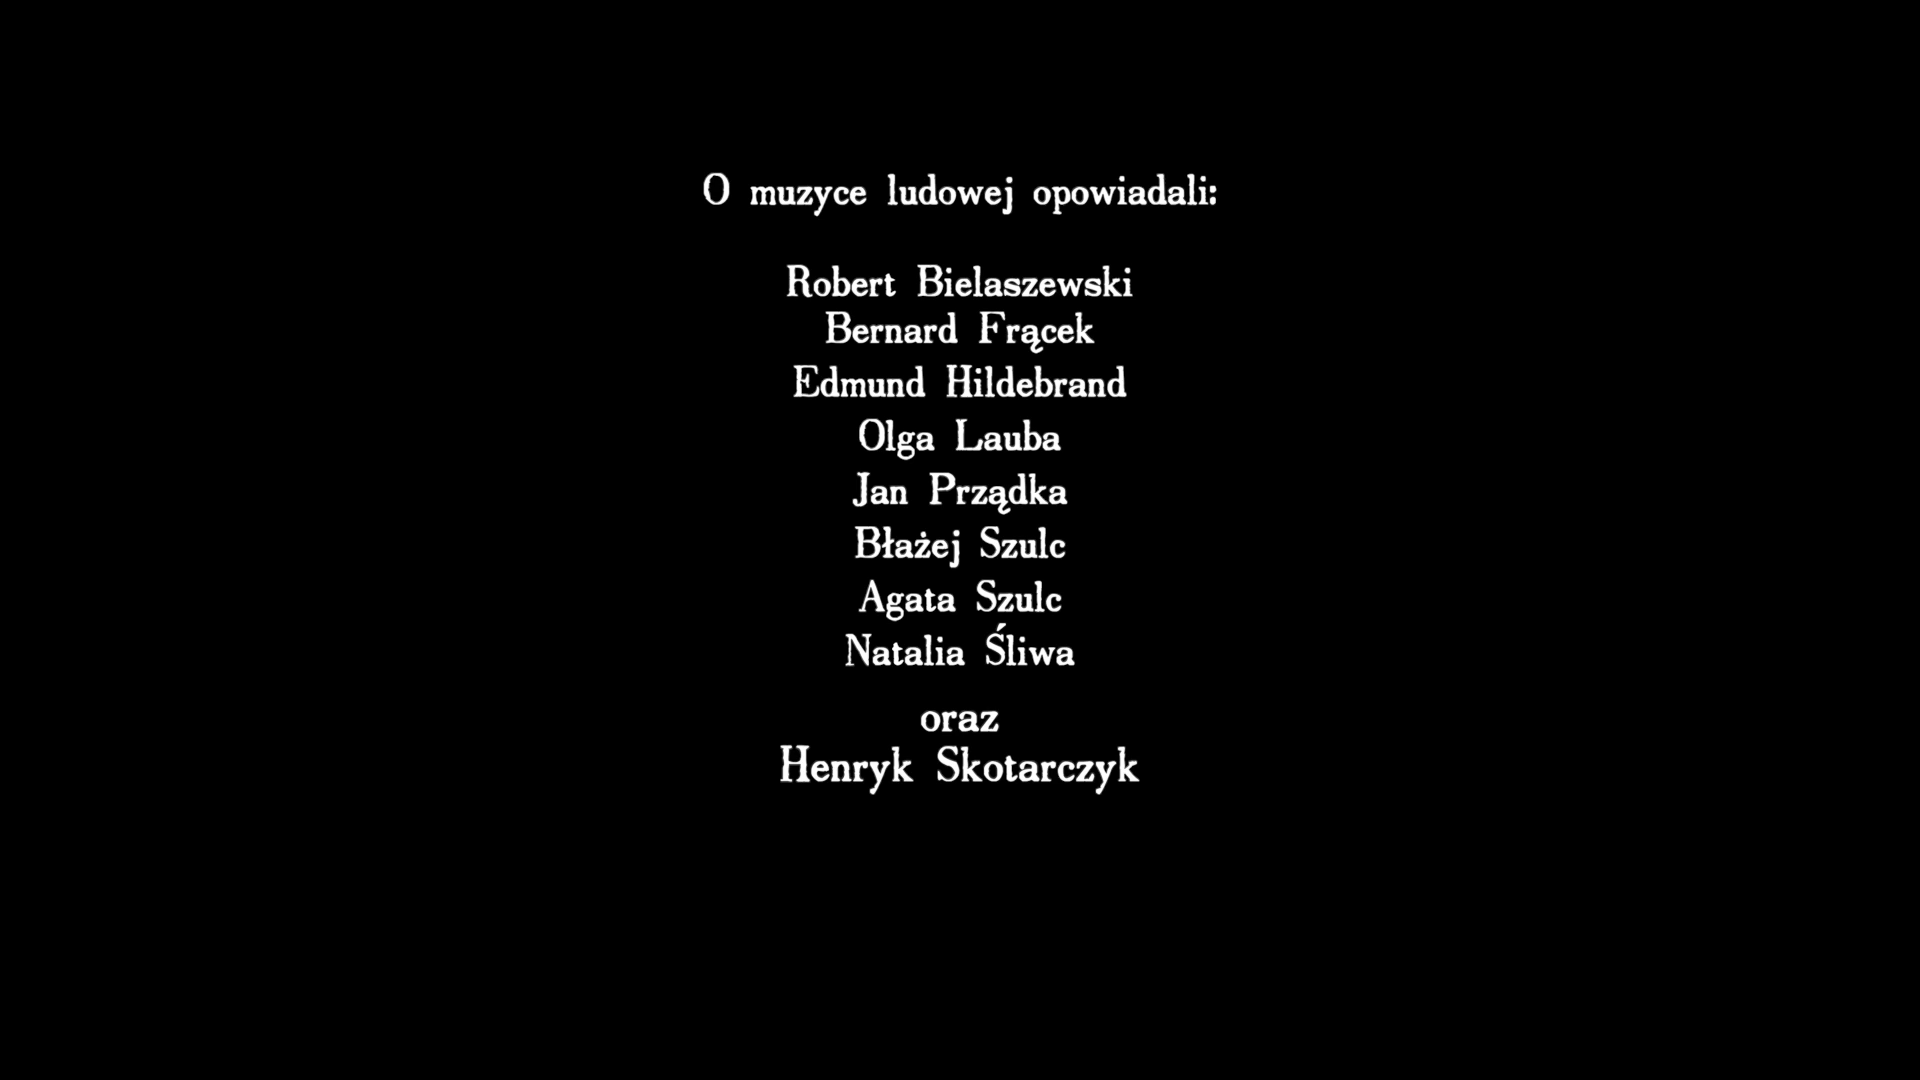 O muzyce ludowej opowiadali:
Robert Bielaszewski
Bernard Frącek
Edmund Hildebrand
Olga Lauba
Jan Prządka
Błażej Szulc
Agata Szulc
Natalia Śliwa
oraz
Henryk Skotarczyk